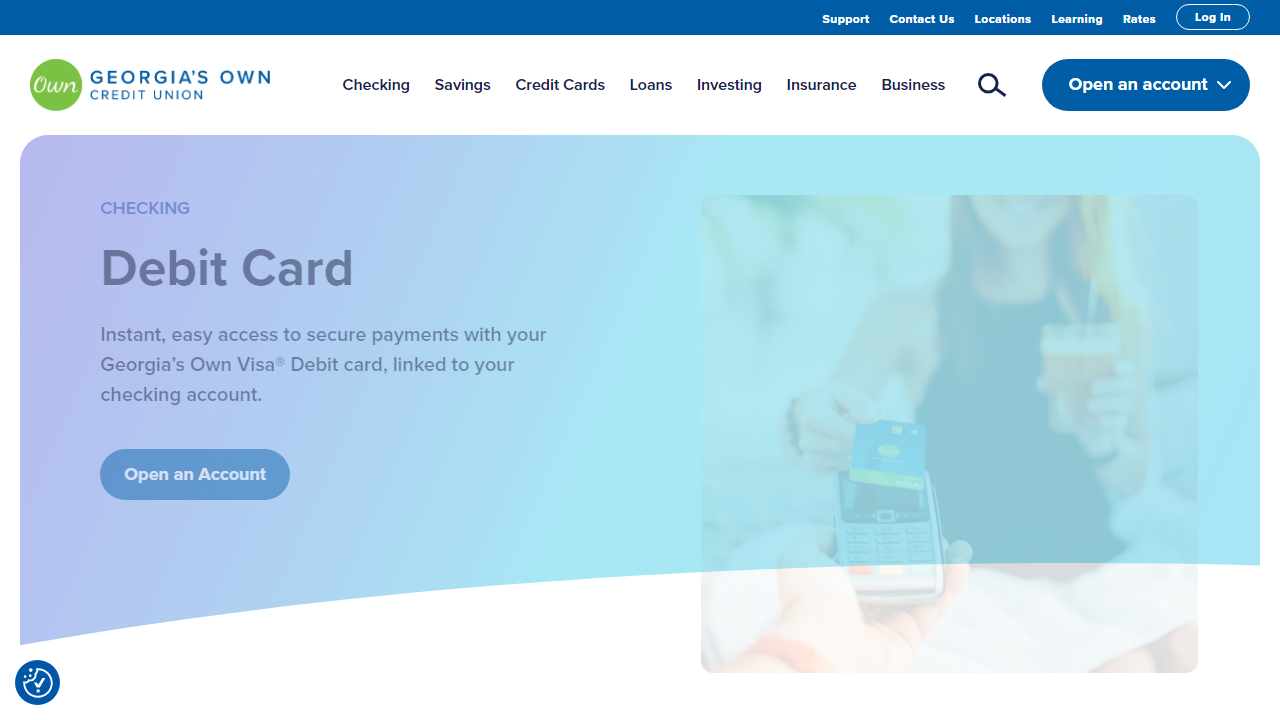 Support Contact Us Locations Learning Rates Log In
Own GEORGIA'S OWN
CREDIT UNION
Checking Savings Credit Cards Loans Investing Insurance Business Open an account
CHECKING
Debit Card
Instant, easy access to secure payments with your
Georgia’s Own Visa® Debit card, linked to your
checking account.
Open an Account
VISA